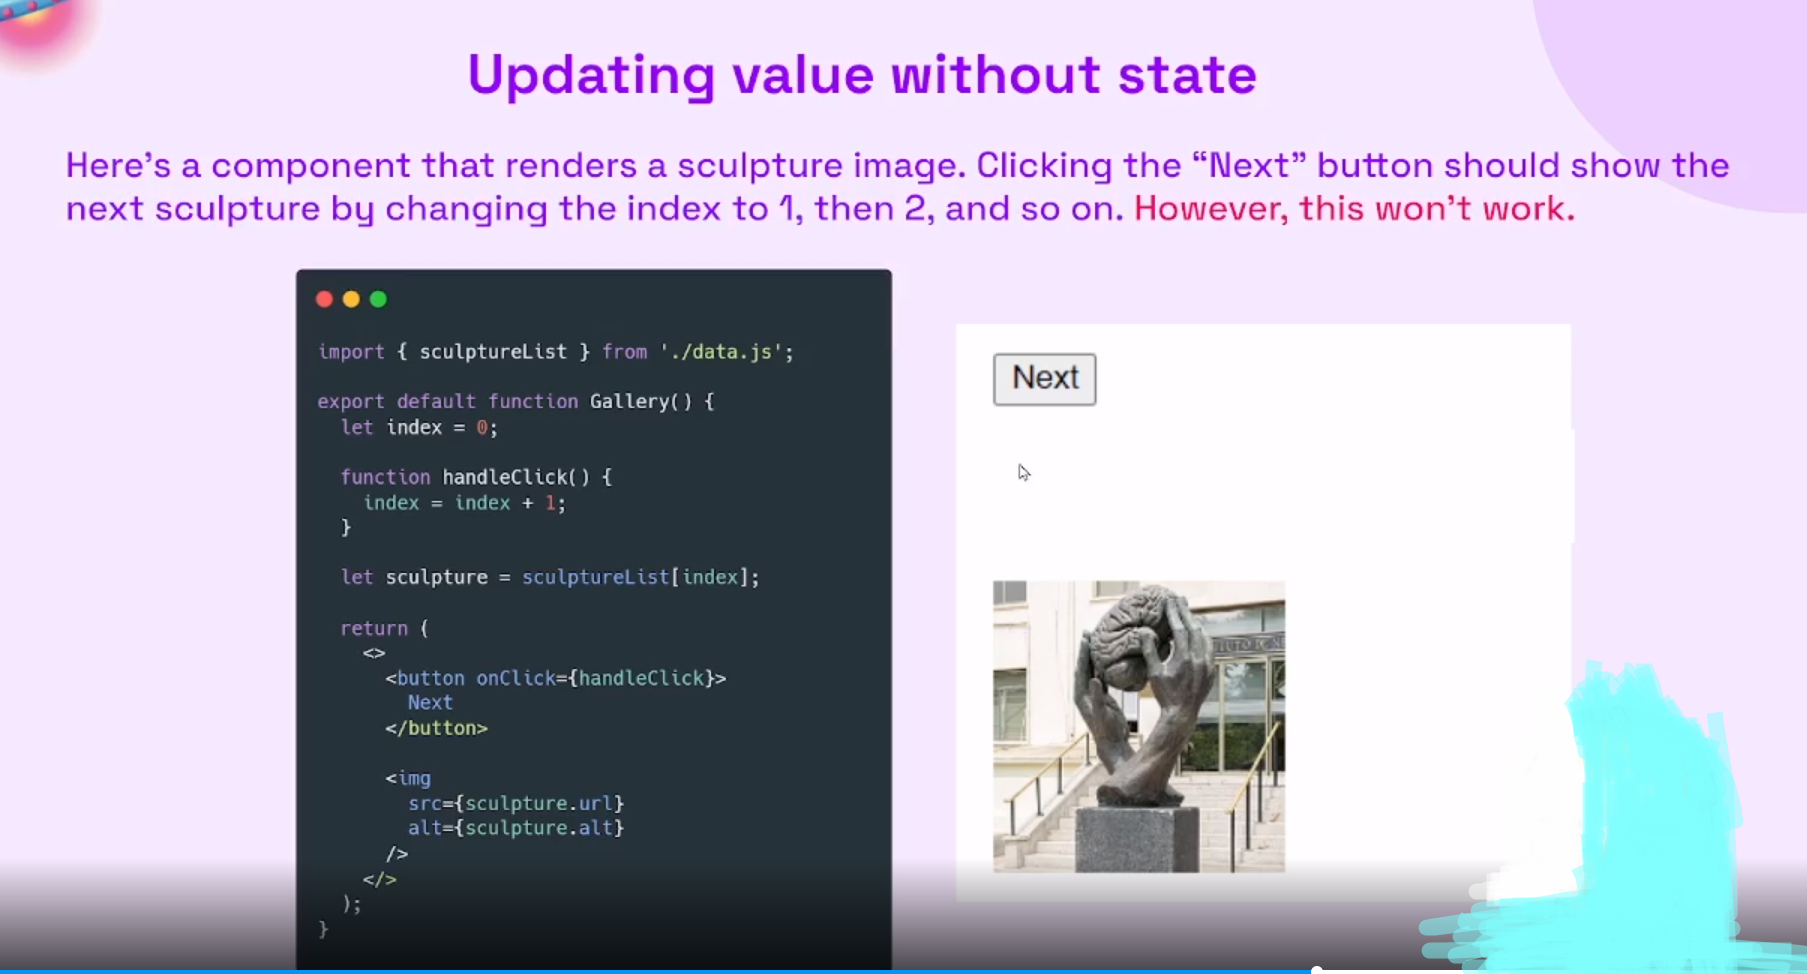 Updating value without state
Here’s a component that renders a sculpture image. Clicking the “Next” button should show the
next sculpture by changing the index to 1, then 2, and so on. However, this won’t work.
import { sculptureList } from './data.js';
export default function Gallery() {
let index = 0;
function handleClick() {
index = index + 1;
}
let sculpture = sculptureList[index];
return (
<>
<button onClick={handleClick}>
Next
</button>
<img
src={sculpture.url}
alt={sculpture.alt}
/>
</>
);
}
Next